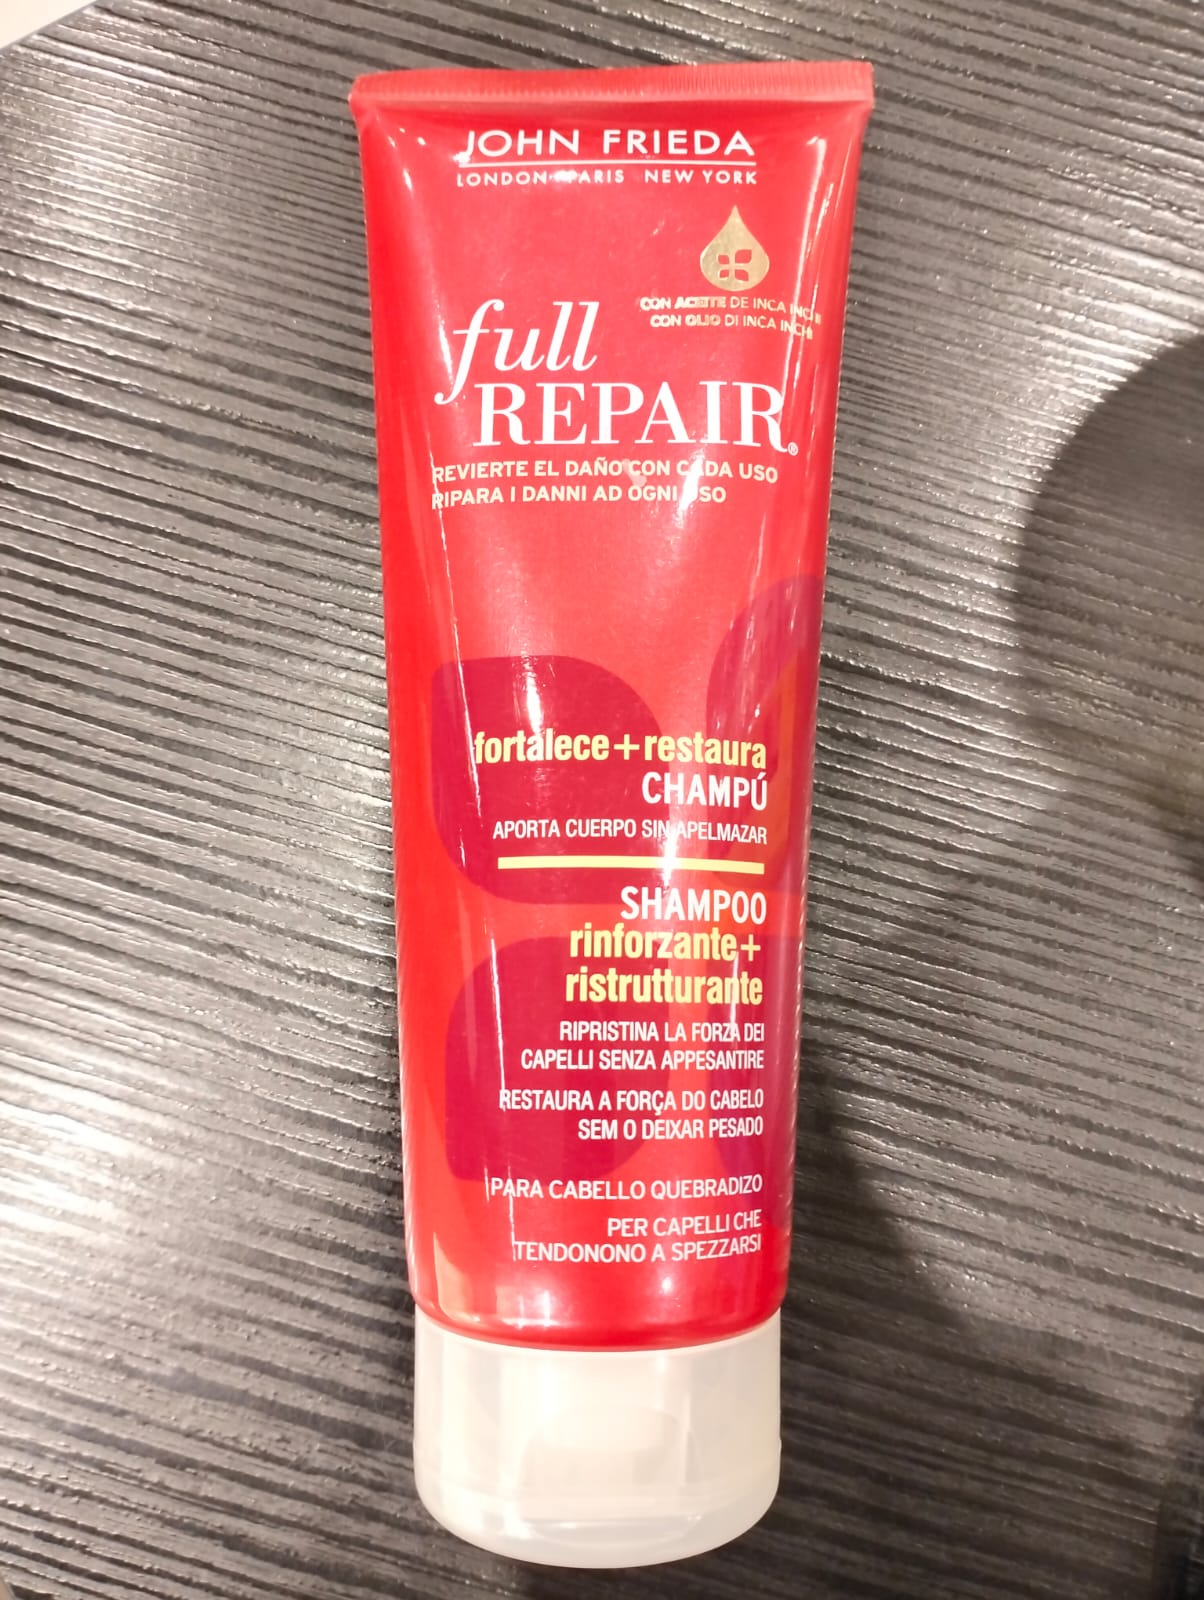 JOHN FRIEDA
LONDON PARIS NEW YORK
CON ACEITE DE INCA INCHI
CON OLIO DI INCA INCHI
full
REPAIR®
REVIERTE EL DAÑO CON CADA USO
RIPARA I DANNI AD OGNI USO
fortalece+restaura
CHAMPÚ
APORTA CUERPO SIN APELMAZAR
SHAMPOO
rinforzante+
ristrutturante
RIPRISTINA LA FORZA DEI
CAPELLI SENZA APPESANTIRE
RESTAURA A FORÇA DO CABELO
SEM O DEIXAR PESADO
PARA CABELLO QUEBRADIZO
PER CAPELLI CHE
TENDONONO A SPEZZARSI